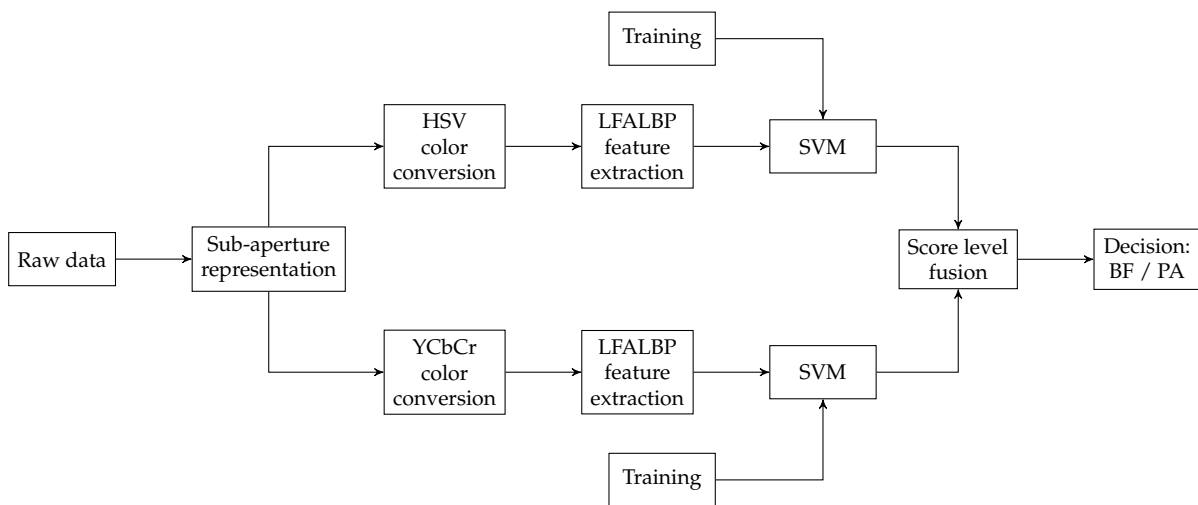 Training
HSV
color
conversion
LFALBP
feature
extraction
SVM
Raw data
Sub-aperture
representation
Score level
fusion
Decision:
BF / PA
YCbCr
color
conversion
LFALBP
feature
extraction
SVM
Training